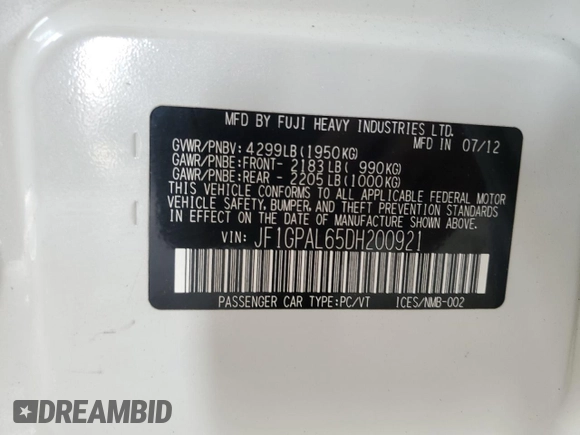 MFD BY FUJI HEAVY INDUSTRIES LTD.
MFD IN 07/12
GVWR/PNBV: 4299LB(1950KG)
GAWR/PNBE:FRONT- 2183LB( 990KG)
GAWR/PNBE:REAR - 2205LB(1000KG)
THIS VEHICLE CONFORMS TO ALL APPLICABLE FEDERAL MOTOR
VEHICLE SAFETY, BUMPER, AND THEFT PREVENTION STANDARDS
IN EFFECT ON THE DATE OF MANUFACTURE SHOWN ABOVE.
VIN: JF1GPAL65DH200921
PASSENGER CAR TYPE:PC/VT ICES/NMB-002
DREAMBID